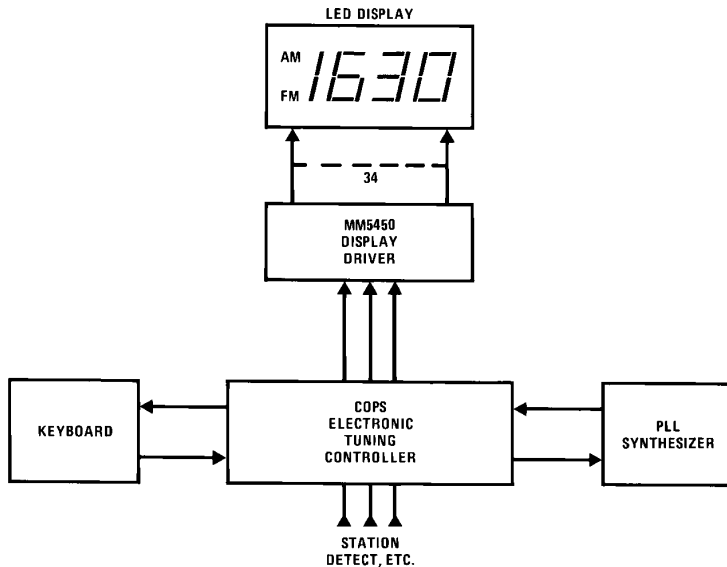 LED DISPLAY
AM
FM
1630
34
MM5450
DISPLAY
DRIVER
KEYBOARD
COPS
ELECTRONIC
TUNING
CONTROLLER
PLL
SYNTHESIZER
STATION
DETECT, ETC.